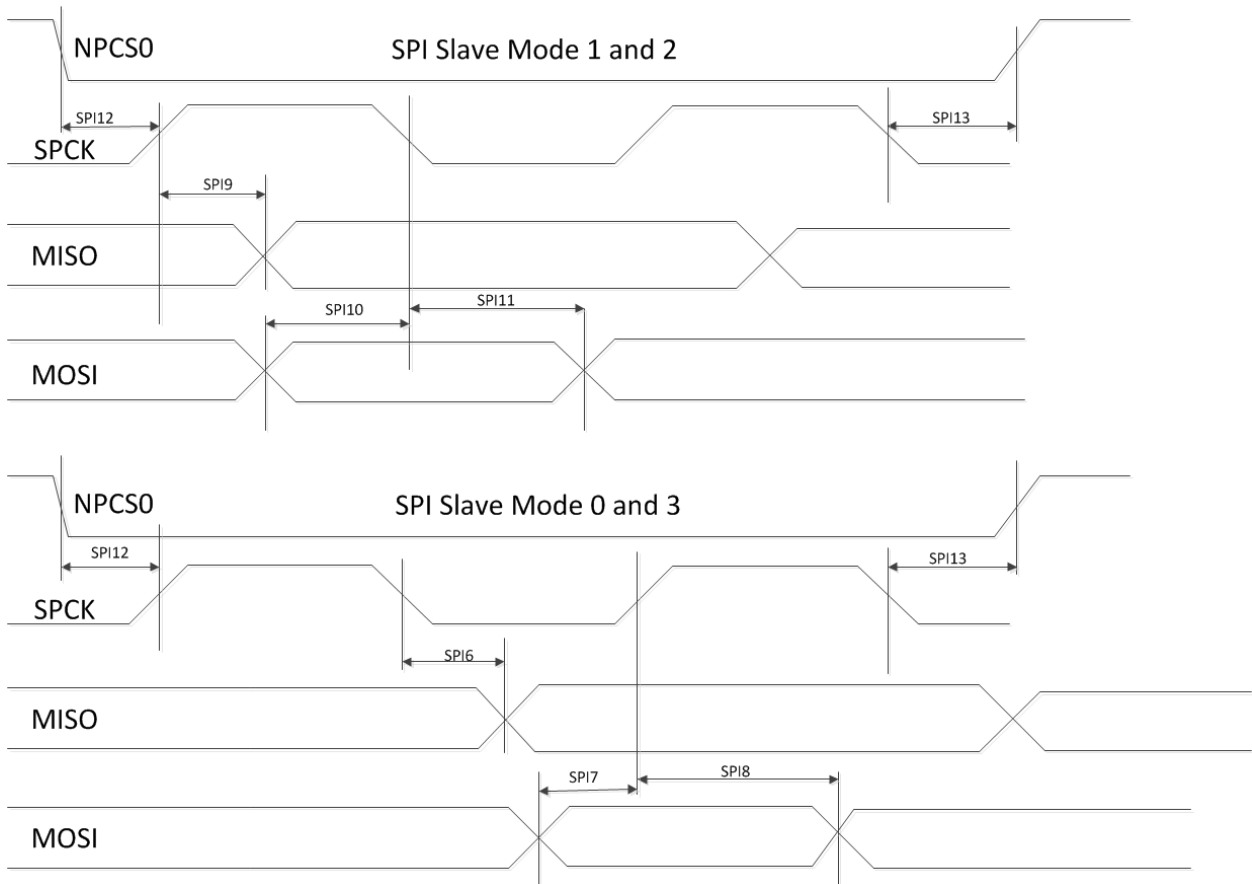 NPCS0
SPI Slave Mode 1 and 2
SPI12
SPI13
SPCK
SPI9
MISO
SPI10
SPI11
MOSI
NPCS0
SPI Slave Mode 0 and 3
SPI12
SPI13
SPCK
SPI6
MISO
SPI7
SPI8
MOSI